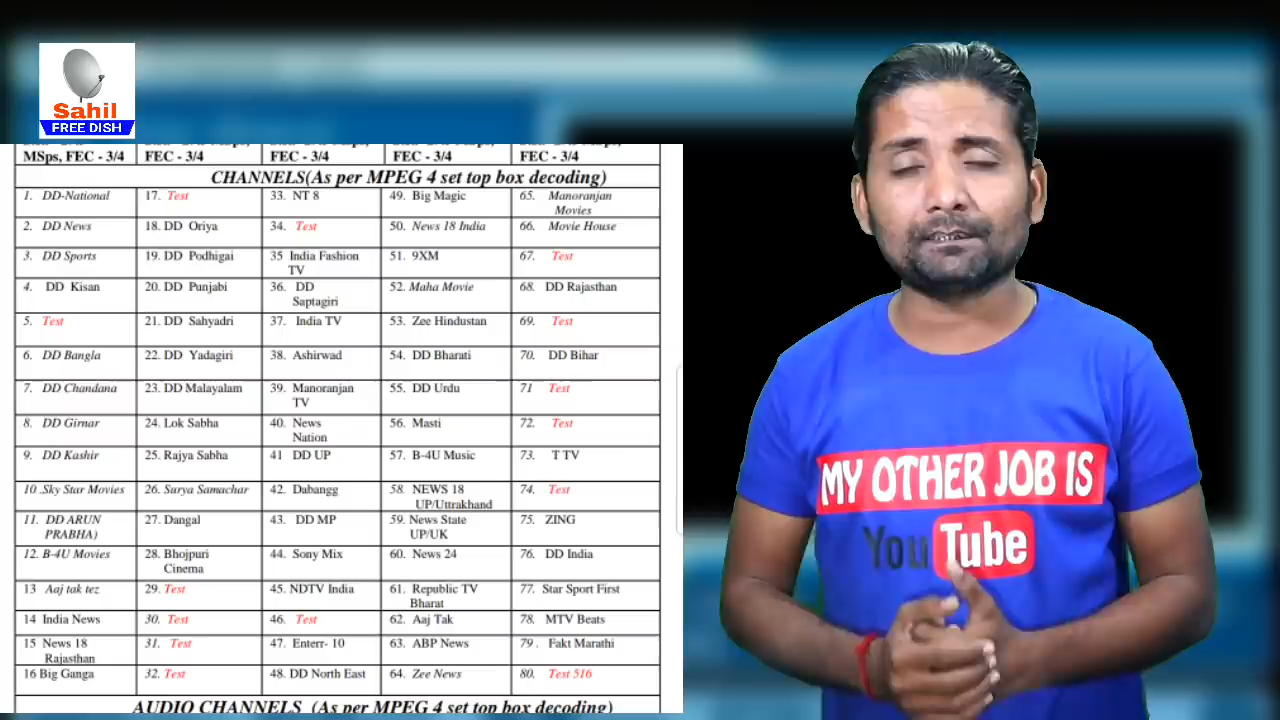 Sahil
FREE DISH
MSps, FEC - 3/4
FEC - 3/4
FEC - 3/4
FEC - 3/4
FEC - 3/4
CHANNELS(As per MPEG 4 set top box decoding)
1. DD-National
17. Test
33. NT 8
49. Big Magic
65. Manoranjan
Movies
2. DD News
18. DD Oriya
34. Test
50. News 18 India
66. Movie House
3. DD Sports
19. DD Podhigai
35 India Fashion
TV
51. 9XM
67. Test
4. DD Kisan
20. DD Punjabi
36. DD
Saptagiri
52. Maha Movie
68. DD Rajasthan
5. Test
21. DD Sahyadri
37. India TV
53. Zee Hindustan
69. Test
6. DD Bangla
22. DD Yadagiri
38. Ashirwad
54. DD Bharati
70. DD Bihar
7. DD Chandana
23. DD Malayalam
39. Manoranjan
TV
55. DD Urdu
71 Test
8. DD Girnar
24. Lok Sabha
40. News
Nation
56. Masti
72. Test
9. DD Kashir
25. Rajya Sabha
41 DD UP
57. B-4U Music
73. T TV
10 .Sky Star Movies
26. Surya Samachar
42. Dabangg
58. NEWS 18
UP/Uttrakhand
74. Test
11. DD ARUN
PRABHA)
27. Dangal
43. DD MP
59. News State
UP/UK
75. ZING
12. B-4U Movies
28. Bhojpuri
Cinema
44. Sony Mix
60. News 24
76. DD India
13 Aaj tak tez
29. Test
45. NDTV India
61. Republic TV
Bharat
77. Star Sport First
14 India News
30. Test
46. Test
62. Aaj Tak
78. MTV Beats
15 News 18
Rajasthan
31. Test
47. Enterr- 10
63. ABP News
79 . Fakt Marathi
16 Big Ganga
32. Test
48. DD North East
64. Zee News
80. Test 516
AUDIO CHANNELS (As per MPEG 4 set top box decoding)
MY OTHER JOB IS
YouTube